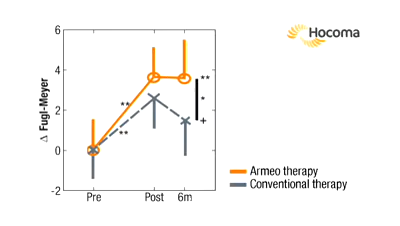 Hocoma
6
4
2
0
-2
Δ Fugl-Meyer
**
**
**
*
+
Pre
Post
6m
Armeo therapy
Conventional therapy